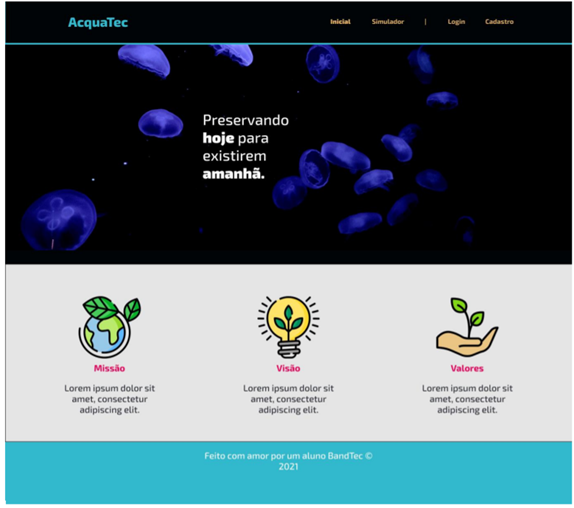 AcquaTec
Inicial Simulador | Login Cadastro
Preservando
hoje para
existirem
amanhã.
Missão
Lorem ipsum dolor sit
amet, consectetur
adipiscing elit.
Visão
Lorem ipsum dolor sit
amet, consectetur
adipiscing elit.
Valores
Lorem ipsum dolor sit
amet, consectetur
adipiscing elit.
Feito com amor por um aluno BandTec ©
2021